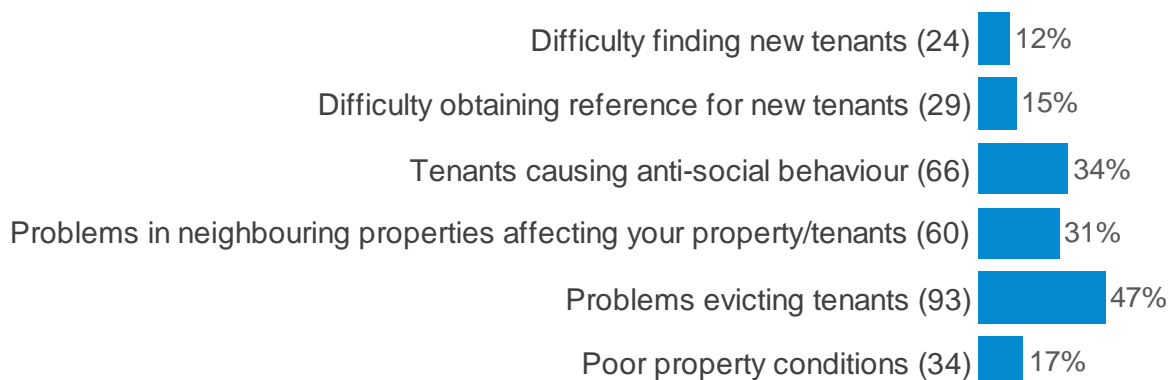 Difficulty finding new tenants (24) 12%
Difficulty obtaining reference for new tenants (29) 15%
Tenants causing anti-social behaviour (66) 34%
Problems in neighbouring properties affecting your property/tenants (60) 31%
Problems evicting tenants (93) 47%
Poor property conditions (34) 17%